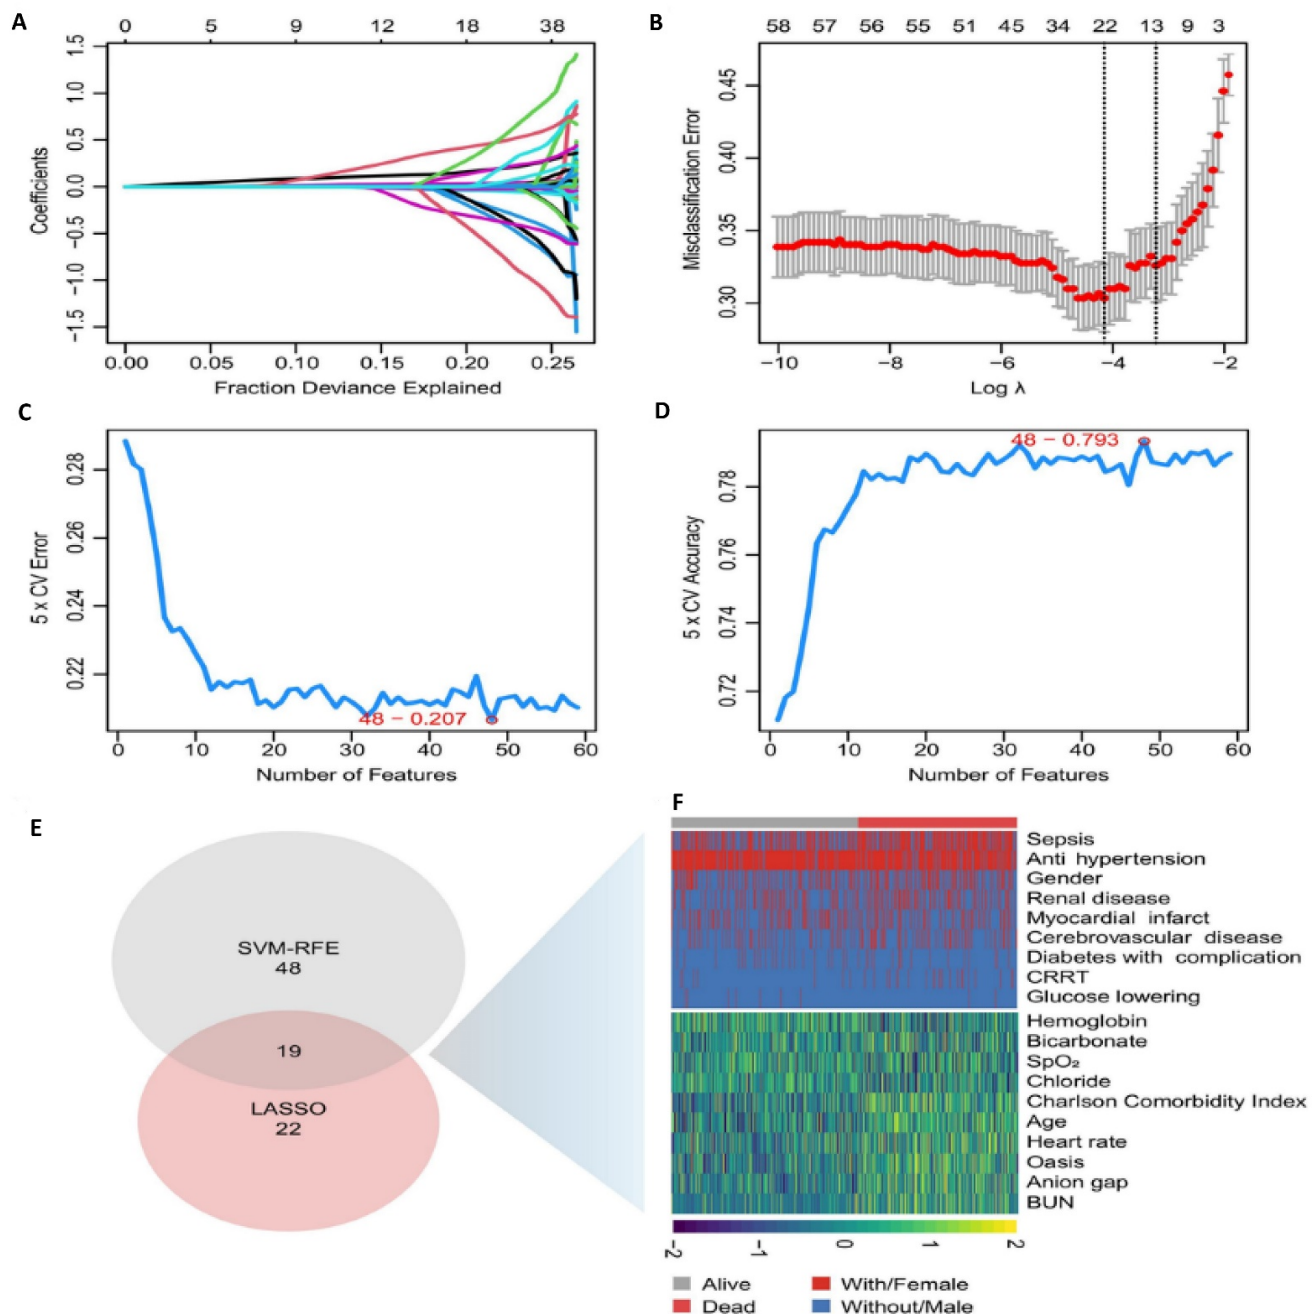 A
0 5 9 12 18 38
1.5
1.0
0.5
0.0
−0.5
−1.0
−1.5
Coefficients
0.00 0.05 0.10 0.15 0.20 0.25
Fraction Deviance Explained
B
58 57 56 55 51 45 34 22 13 9 3
0.45
0.40
0.35
0.30
Misclassification Error
−10 −8 −6 −4 −2
Log λ
C
0.28
0.26
0.24
0.22
5 x CV Error
48 − 0.207
0 10 20 30 40 50 60
Number of Features
D
48 − 0.793
0.78
0.76
0.74
0.72
5 x CV Accuracy
0 10 20 30 40 50 60
Number of Features
E
SVM-RFE
48
19
LASSO
22
F
Sepsis
Anti hypertension
Gender
Renal disease
Myocardial infarct
Cerebrovascular disease
Diabetes with complication
CRRT
Glucose lowering
Hemoglobin
Bicarbonate
SpO₂
Chloride
Charlson Comorbidity Index
Age
Heart rate
Oasis
Anion gap
BUN
-2 -1 0 1 2
Alive With/Female
Dead Without/Male